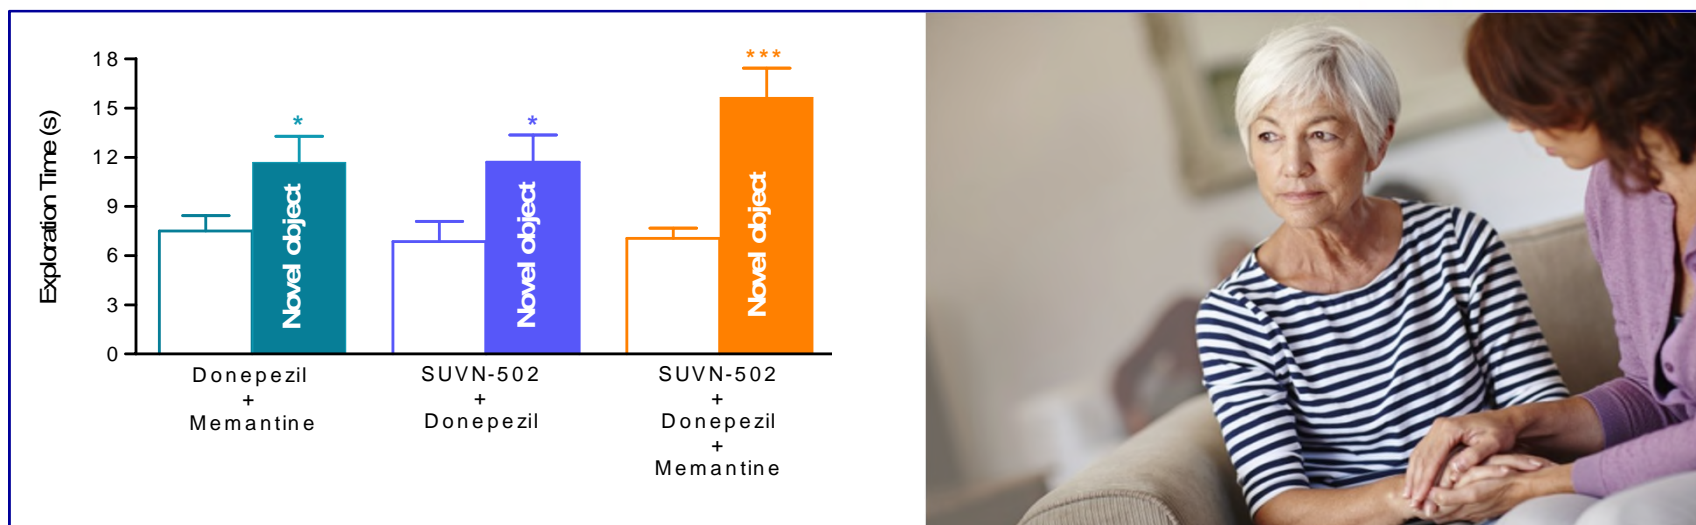 18
15
12
9
6
3
0
Exploration Time (s)
*
*
***
Novel object
Novel object
Novel object
Donepezil
+
Memantine
SUVN-502
+
Donepezil
SUVN-502
+
Donepezil
+
Memantine